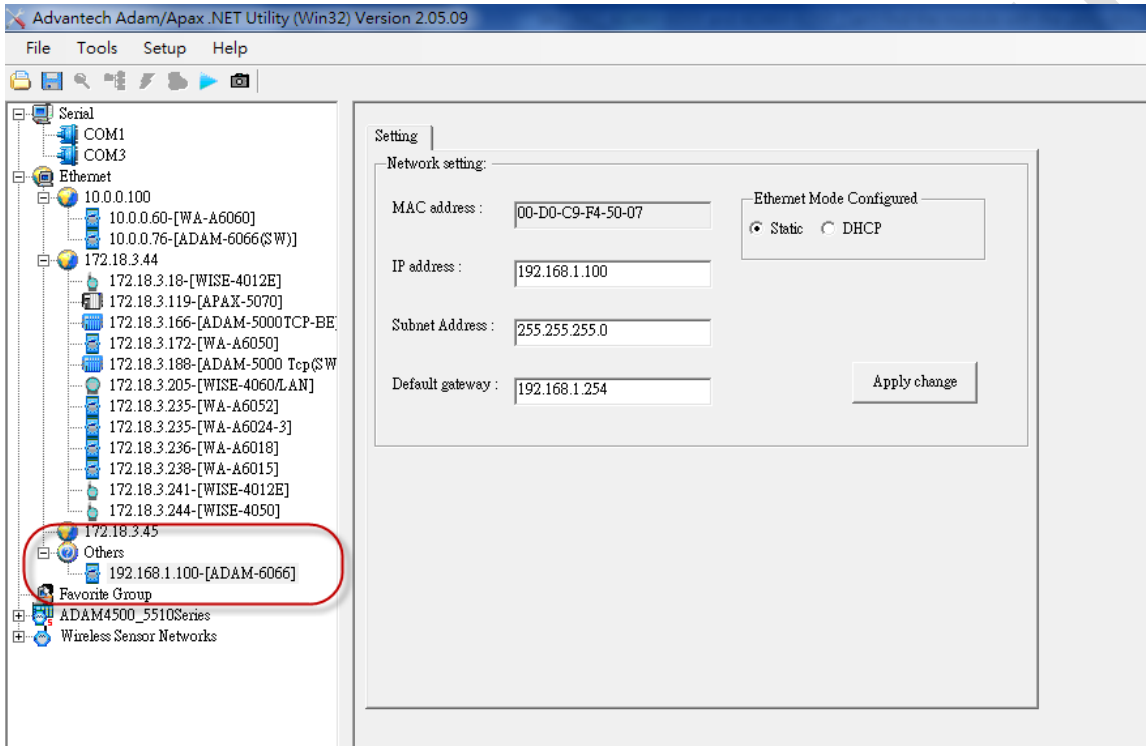 Advantech Adam/Apax .NET Utility (Win32) Version 2.05.09
File Tools Setup Help
Serial
COM1
COM3
Ethernet
10.0.0.100
10.0.0.60-[WA-A6060]
10.0.0.76-[ADAM-6066(SW)]
172.18.3.44
172.18.3.18-[WISE-4012E]
172.18.3.119-[APAX-5070]
172.18.3.166-[ADAM-5000TCP-BE]
172.18.3.172-[WA-A6050]
172.18.3.188-[ADAM-5000 Tcp(SW
172.18.3.205-[WISE-4060/LAN]
172.18.3.235-[WA-A6052]
172.18.3.235-[WA-A6024-3]
172.18.3.236-[WA-A6018]
172.18.3.238-[WA-A6015]
172.18.3.241-[WISE-4012E]
172.18.3.244-[WISE-4050]
172.18.3.45
Others
192.168.1.100-[ADAM-6066]
Favorite Group
ADAM4500_5510Series
Wireless Sensor Networks
Setting
Network setting:
MAC address : 00-D0-C9-F4-50-07
IP address : 192.168.1.100
Subnet Address : 255.255.255.0
Default gateway : 192.168.1.254
Ethernet Mode Configured
Static DHCP
Apply change